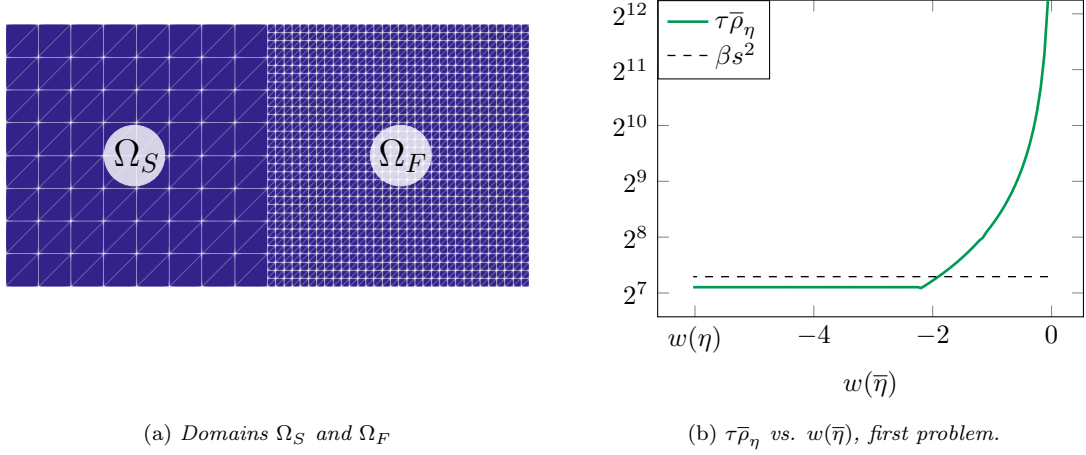 Ω_S
Ω_F
2^12
2^11
2^10
2^9
2^8
2^7
τρ̅_η
βs^2
w(η)
−4
−2
0
w(η̅)
(a) Domains Ω_S and Ω_F
(b) τρ̅_η vs. w(η̅), first problem.